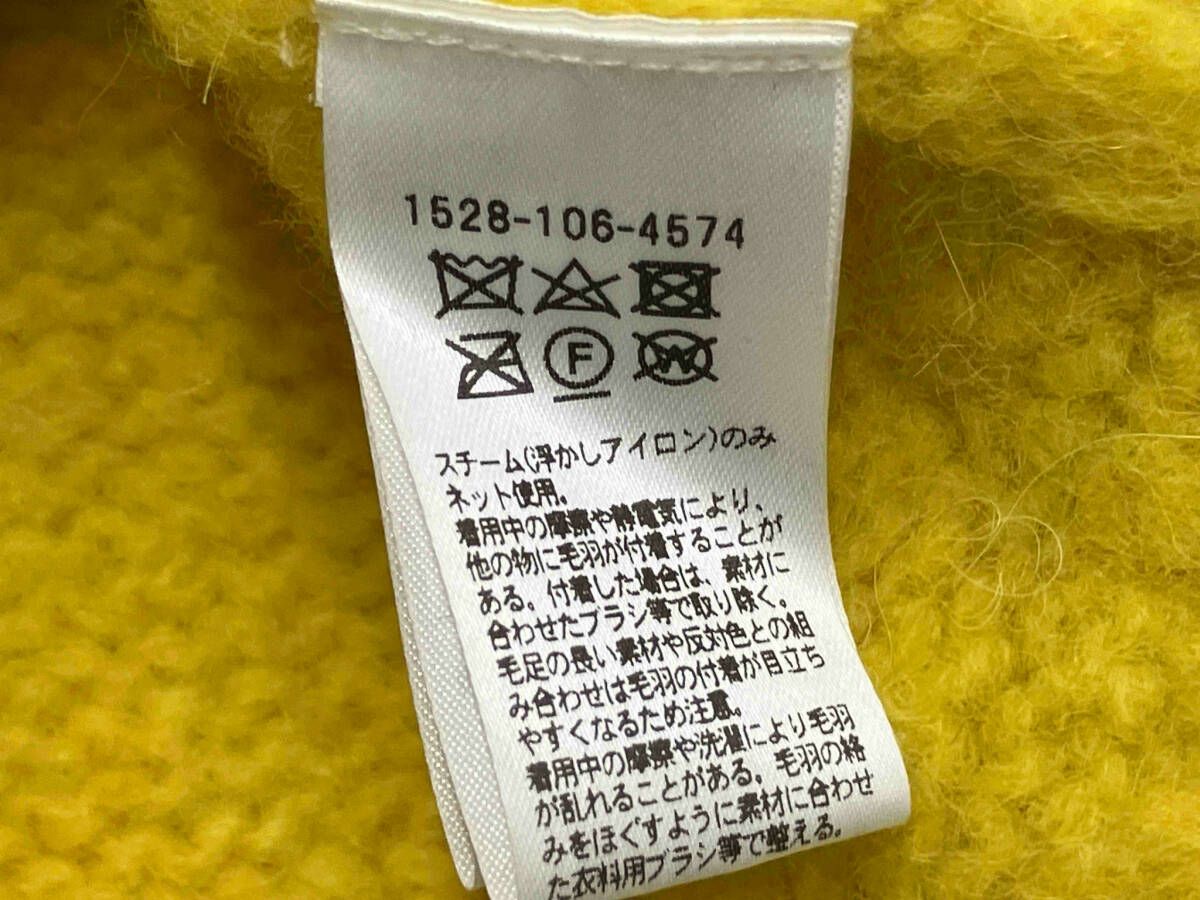 1528-106-4574
F
W
スチーム(浮かしアイロン)のみ
ネット使用。
着用中の摩擦や静電気により、
他の物に毛羽が付着することが
ある。付着した場合は、素材に
合わせたブラシ等で取り除く。
毛足の長い素材や反対色との組
み合わせは毛羽の付着が目立ち
やすくなるため注意。
着用中の摩擦や洗濯により毛羽
が乱れることがある。毛羽の絡
みをほぐすように素材に合わせ
た衣料用ブラシ等で整える。